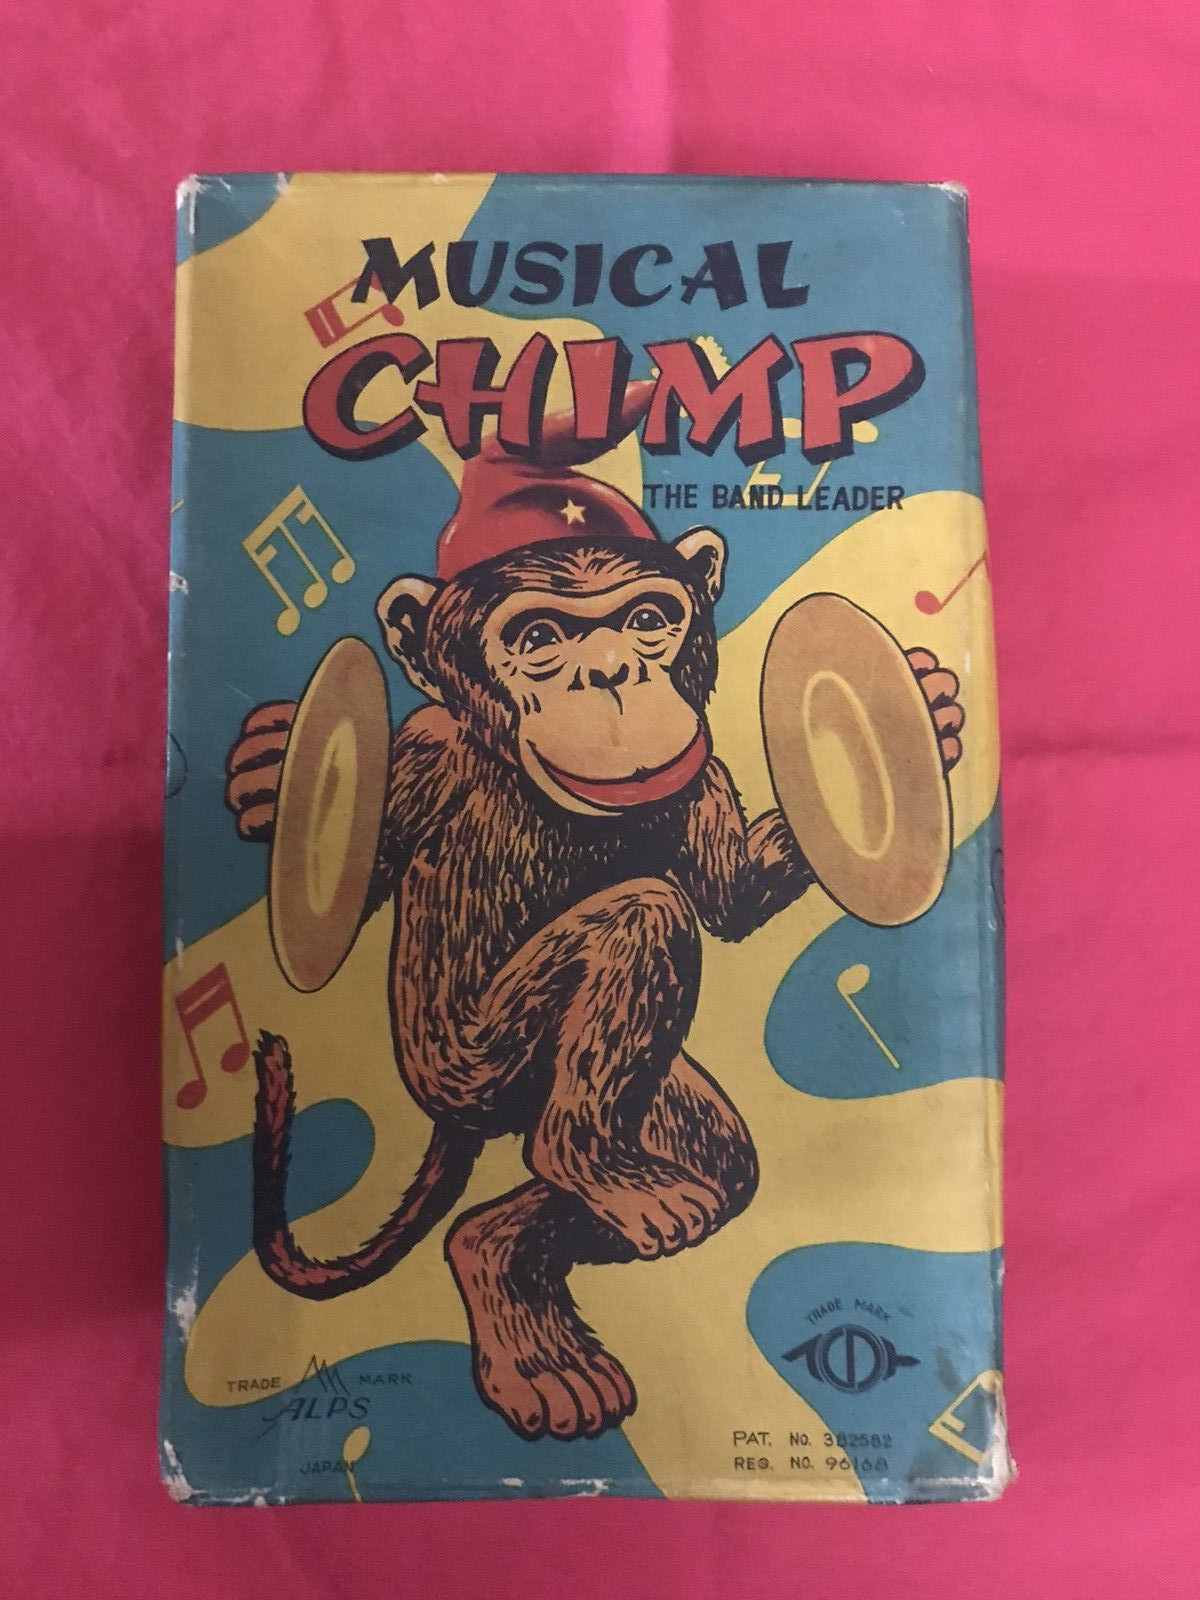 MUSICAL
CHIMP
THE BAND LEADER
TRADE MARK
TRADE MARK
ALPS
JAPAN
PAT. NO. 382582
REG. NO. 96168